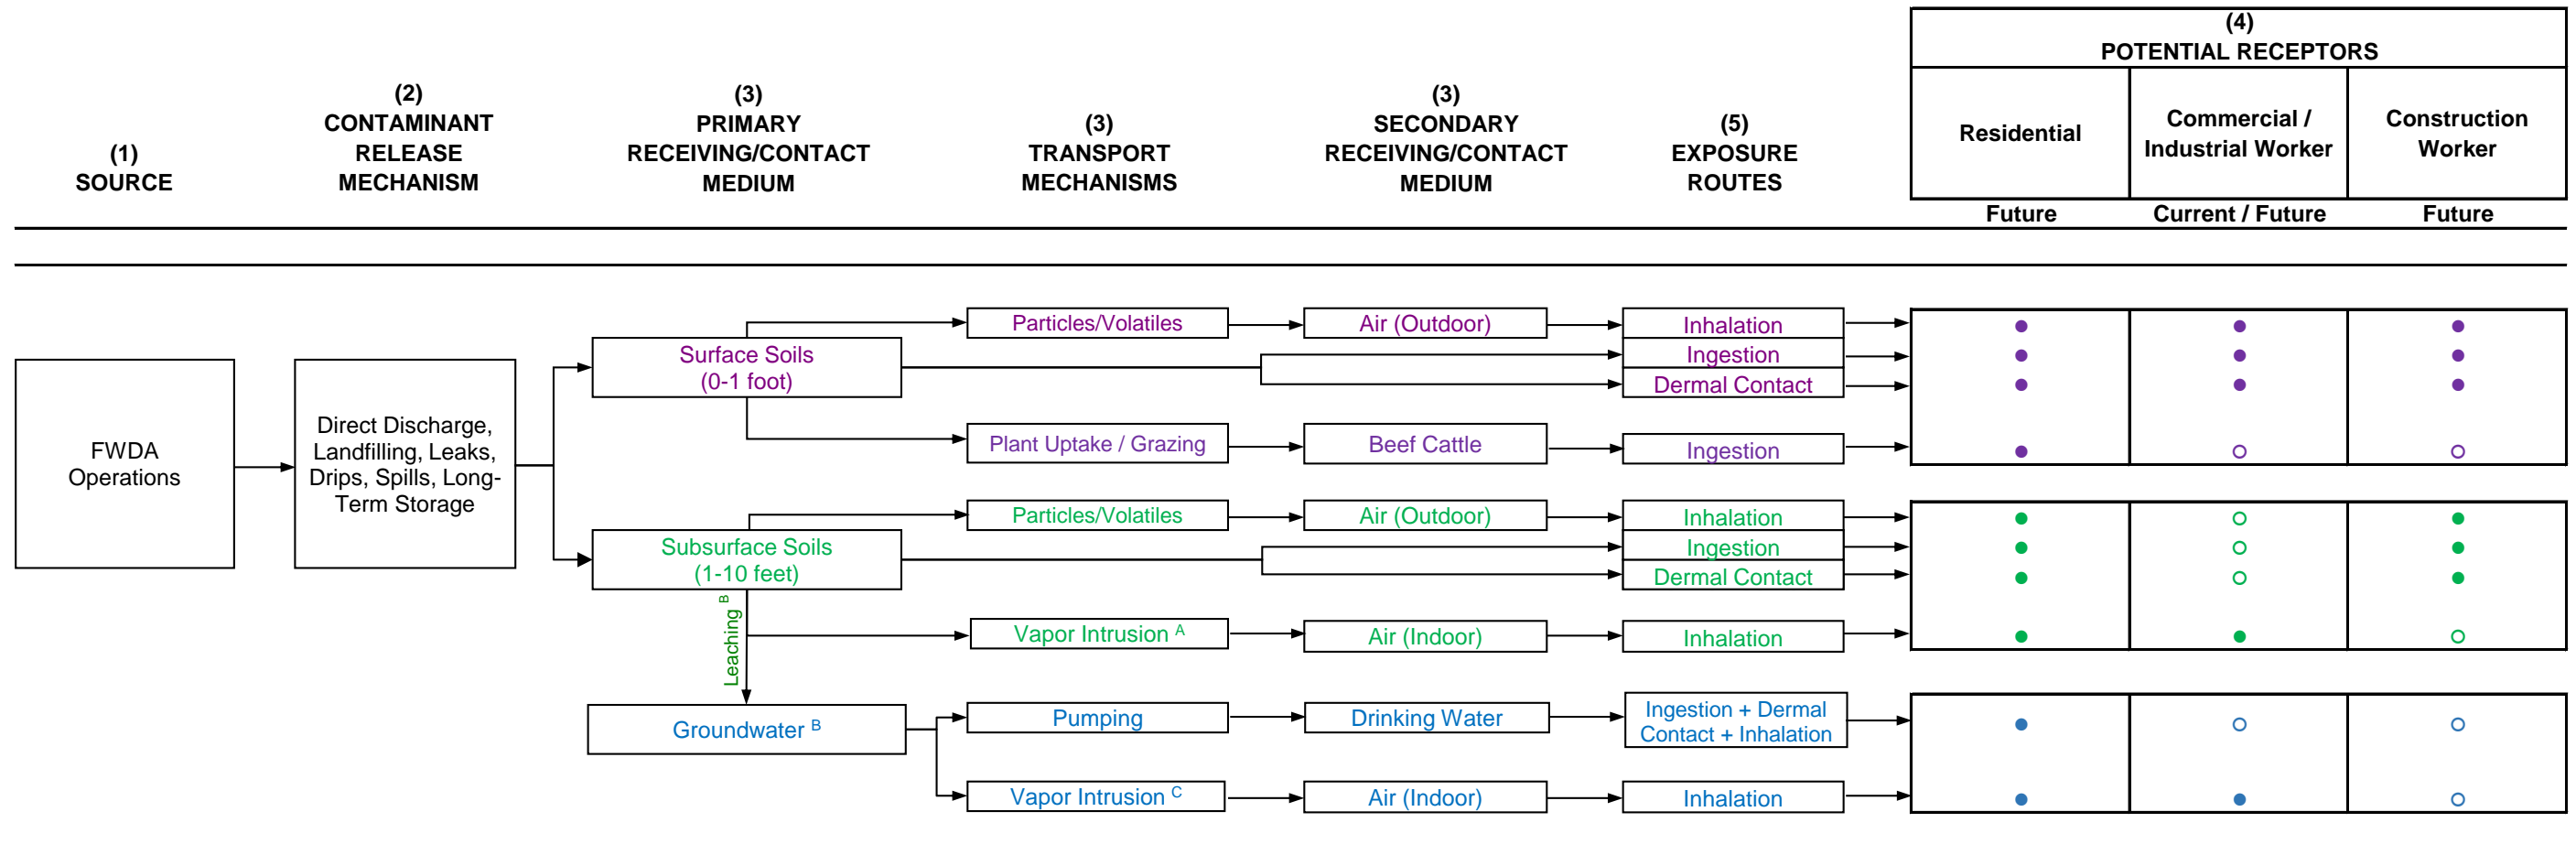 (1)
SOURCE
(2)
CONTAMINANT
RELEASE
MECHANISM
(3)
PRIMARY
RECEIVING/CONTACT
MEDIUM
(3)
TRANSPORT
MECHANISMS
(3)
SECONDARY
RECEIVING/CONTACT
MEDIUM
(5)
EXPOSURE
ROUTES
(4)
POTENTIAL RECEPTORS
Residential
Commercial /
Industrial Worker
Construction
Worker
Future
Current / Future
Future
FWDA
Operations
Direct Discharge,
Landfilling, Leaks,
Drips, Spills, Long-
Term Storage
Surface Soils
(0-1 foot)
Particles/Volatiles
Air (Outdoor)
Inhalation
Ingestion
Dermal Contact
Plant Uptake / Grazing
Beef Cattle
Ingestion
Subsurface Soils
(1-10 feet)
Particles/Volatiles
Air (Outdoor)
Inhalation
Ingestion
Dermal Contact
Leaching B
Vapor Intrusion A
Air (Indoor)
Inhalation
Groundwater B
Pumping
Drinking Water
Ingestion + Dermal
Contact + Inhalation
Vapor Intrusion C
Air (Indoor)
Inhalation